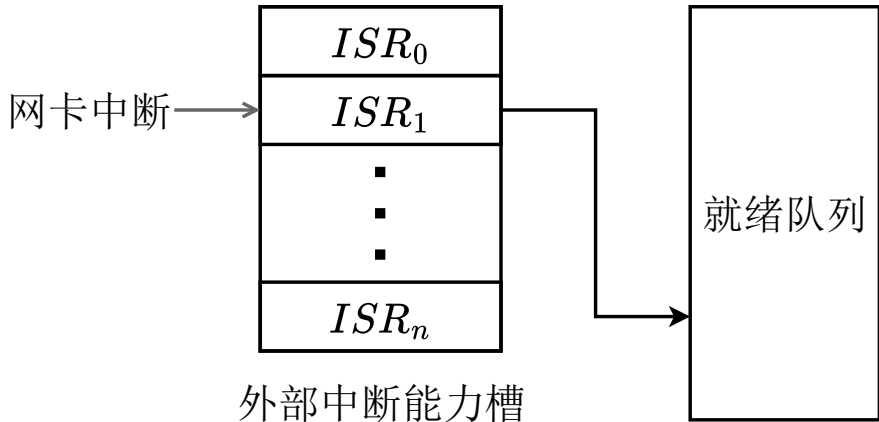 ISR₀
网卡中断
ISR₁
就绪队列
ISRₙ
外部中断能力槽